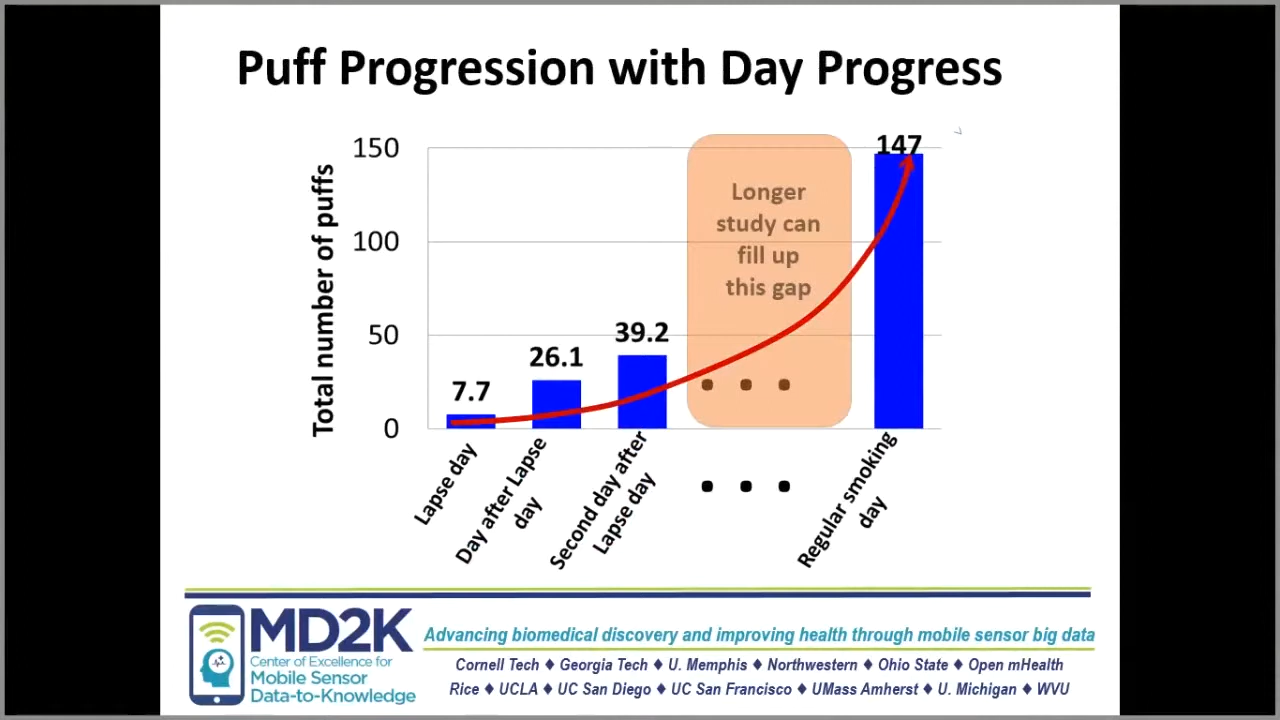 Puff Progression with Day Progress
Total number of puffs
150
100
50
0
7.7
26.1
39.2
147
Longer
study can
fill up
this gap
Lapse day
Day after Lapse
day
Second day after
Lapse day
Regular smoking
day
MD2K
Center of Excellence for
Mobile Sensor
Data-to-Knowledge
Advancing biomedical discovery and improving health through mobile sensor big data
Cornell Tech ♦ Georgia Tech ♦ U. Memphis ♦ Northwestern ♦ Ohio State ♦ Open mHealth
Rice ♦ UCLA ♦ UC San Diego ♦ UC San Francisco ♦ UMass Amherst ♦ U. Michigan ♦ WVU